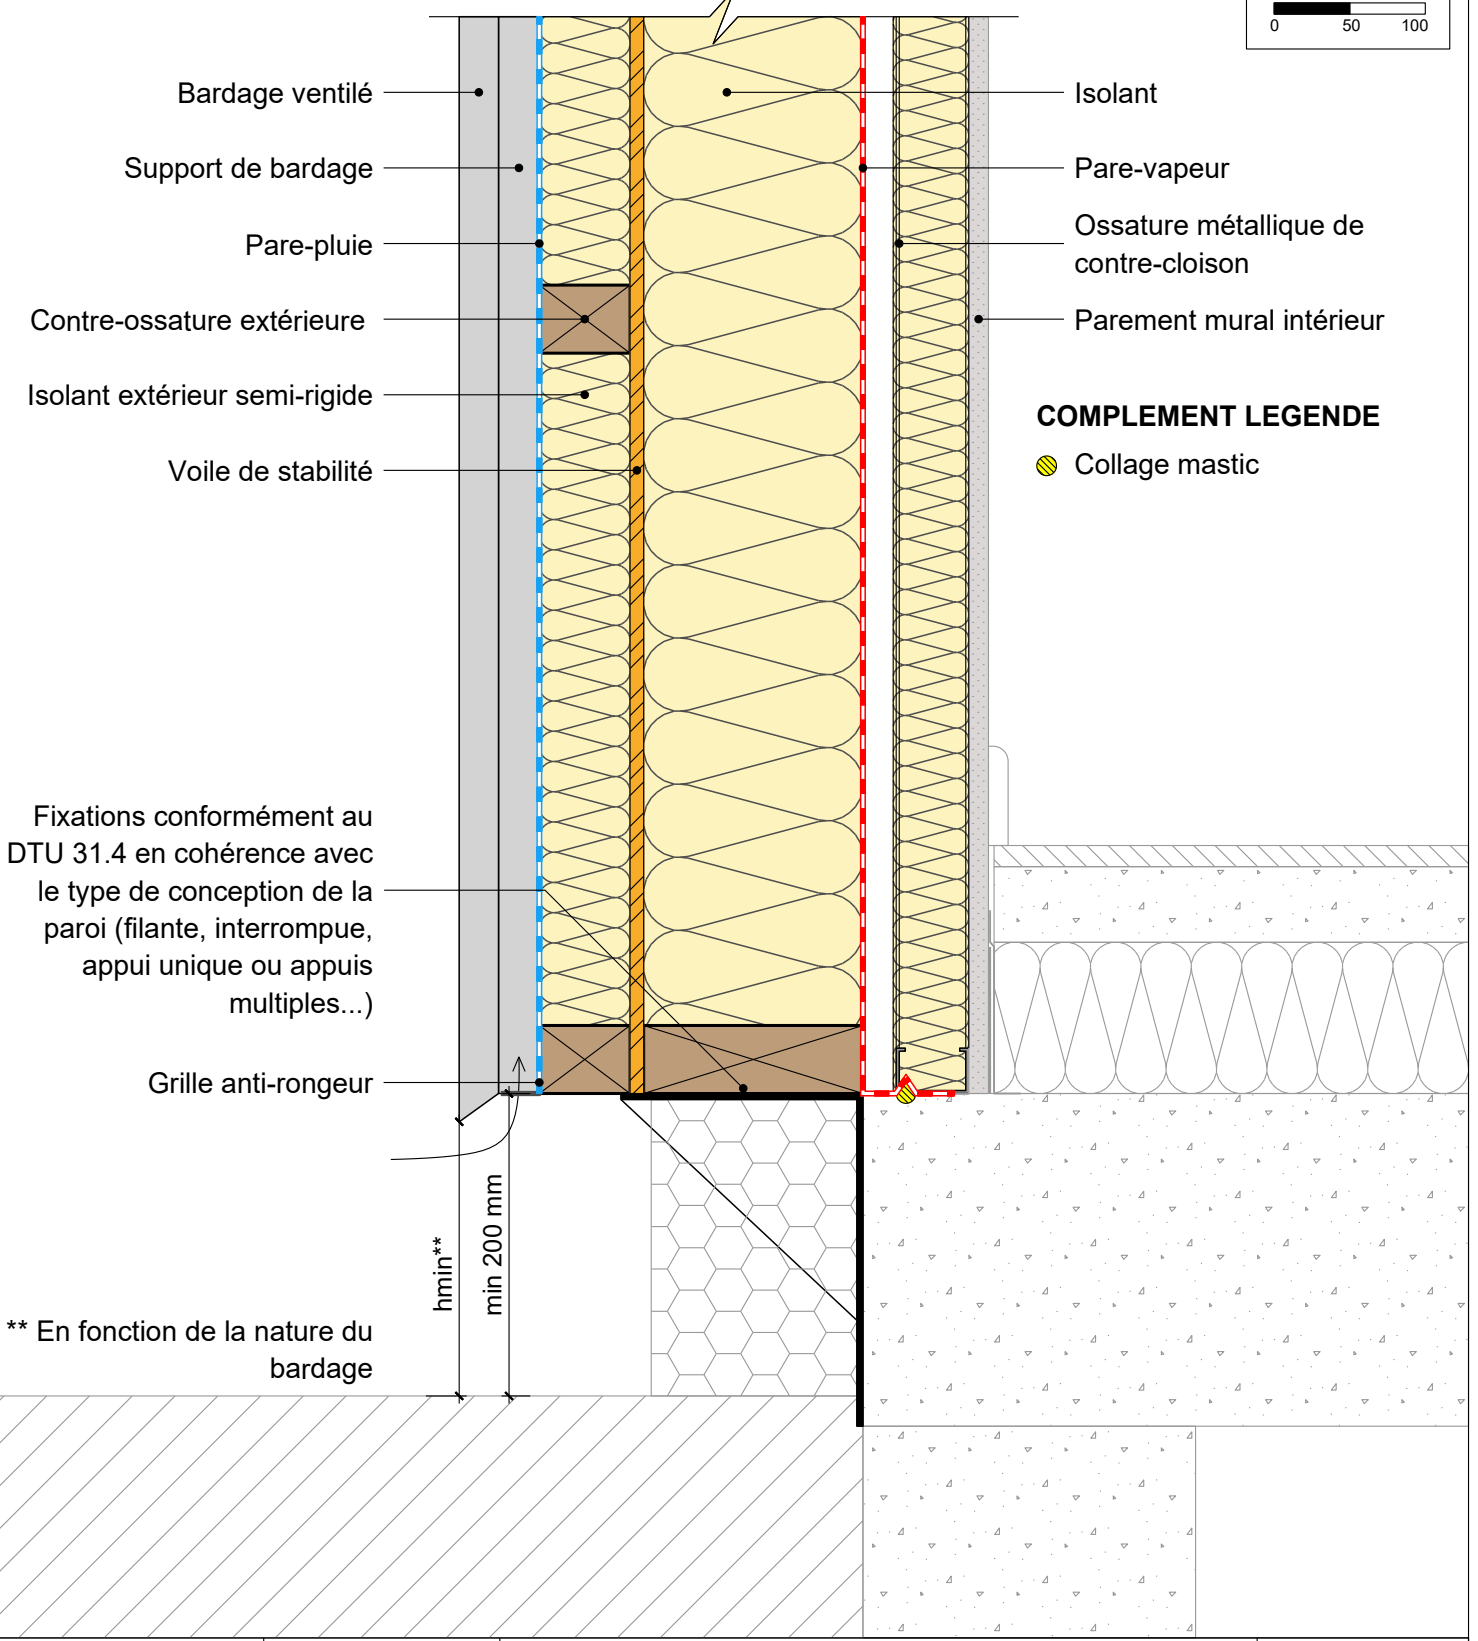 0 50 100
Bardage ventilé
Support de bardage
Pare-pluie
Contre-ossature extérieure
Isolant extérieur semi-rigide
Voile de stabilité
Fixations conformément au
DTU 31.4 en cohérence avec
le type de conception de la
paroi (filante, interrompue,
appui unique ou appuis
multiples...)
Grille anti-rongeur
hmin**
min 200 mm
** En fonction de la nature du
bardage
Isolant
Pare-vapeur
Ossature métallique de
contre-cloison
Parement mural intérieur
COMPLEMENT LEGENDE
Collage mastic